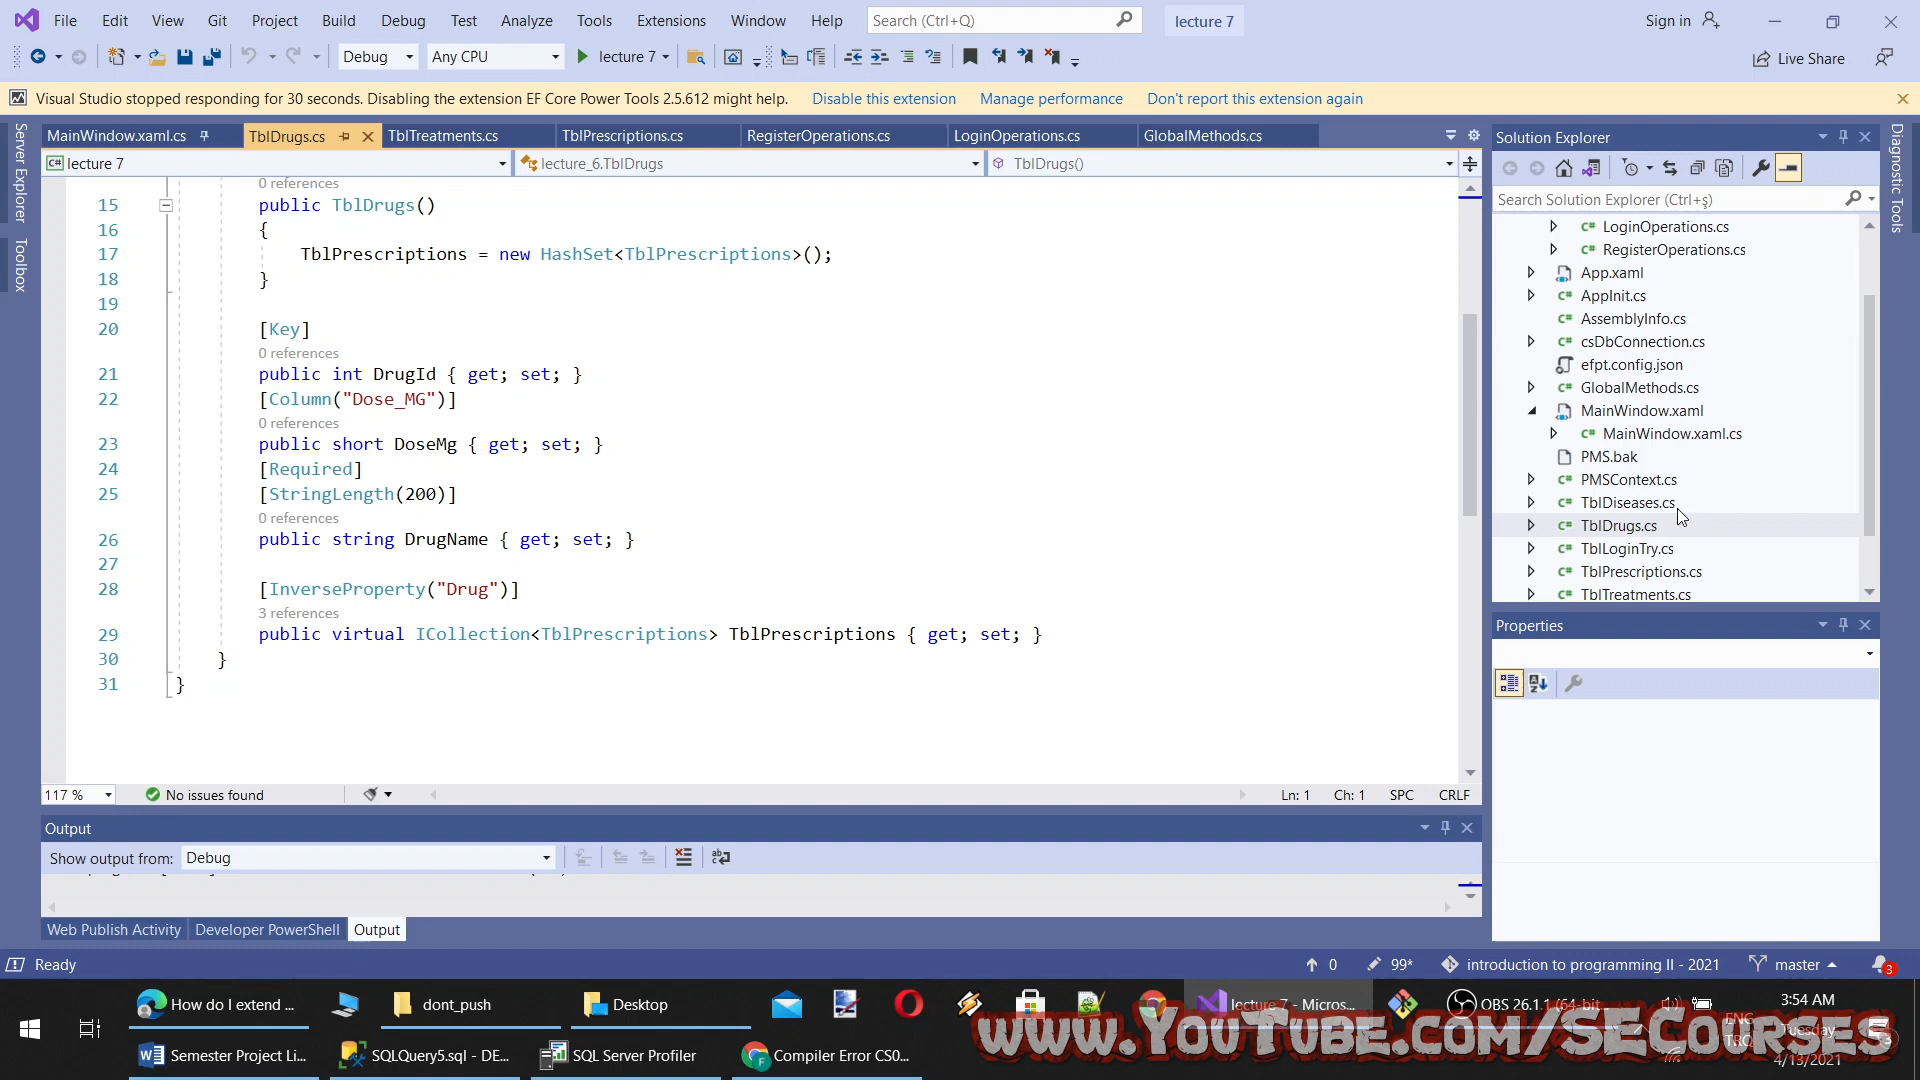 File Edit View Git Project Build Debug Test Analyze Tools Extensions Window Help Search (Ctrl+Q) lecture 7 Sign in
Debug Any CPU lecture 7 Live Share
Visual Studio stopped responding for 30 seconds. Disabling the extension EF Core Power Tools 2.5.612 might help. Disable this extension Manage performance Don't report this extension again
Server Explorer
Toolbox
MainWindow.xaml.cs TblDrugs.cs TblTreatments.cs TblPrescriptions.cs RegisterOperations.cs LoginOperations.cs GlobalMethods.cs
lecture 7 lecture_6.TblDrugs TblDrugs()
0 references
15 public TblDrugs()
16 {
17 TblPrescriptions = new HashSet<TblPrescriptions>();
18 }
19
20 [Key]
0 references
21 public int DrugId { get; set; }
22 [Column("Dose_MG")]
0 references
23 public short DoseMg { get; set; }
24 [Required]
25 [StringLength(200)]
0 references
26 public string DrugName { get; set; }
27
28 [InverseProperty("Drug")]
3 references
29 public virtual ICollection<TblPrescriptions> TblPrescriptions { get; set; }
30 }
31 }
117 % No issues found Ln: 1 Ch: 1 SPC CRLF
Output
Show output from: Debug
Web Publish Activity Developer PowerShell Output
Solution Explorer
Search Solution Explorer (Ctrl+ş)
C# LoginOperations.cs
C# RegisterOperations.cs
App.xaml
C# AppInit.cs
C# AssemblyInfo.cs
C# csDbConnection.cs
efpt.config.json
C# GlobalMethods.cs
MainWindow.xaml
C# MainWindow.xaml.cs
PMS.bak
C# PMSContext.cs
C# TblDiseases.cs
C# TblDrugs.cs
C# TblLoginTry.cs
C# TblPrescriptions.cs
C# TblTreatments.cs
Properties
Diagnostic Tools
Ready 0 99* introduction to programming II - 2021 master 3
How do I extend ... dont_push Desktop lecture 7 - Micros... OBS 26.1.1 (64-bit... 3:54 AM
ENG Tuesday
Semester Project Li... SQLQuery5.sql - DE... SQL Server Profiler Compiler Error CS0... 4/13/2021
www.YouTube.com/SECourses